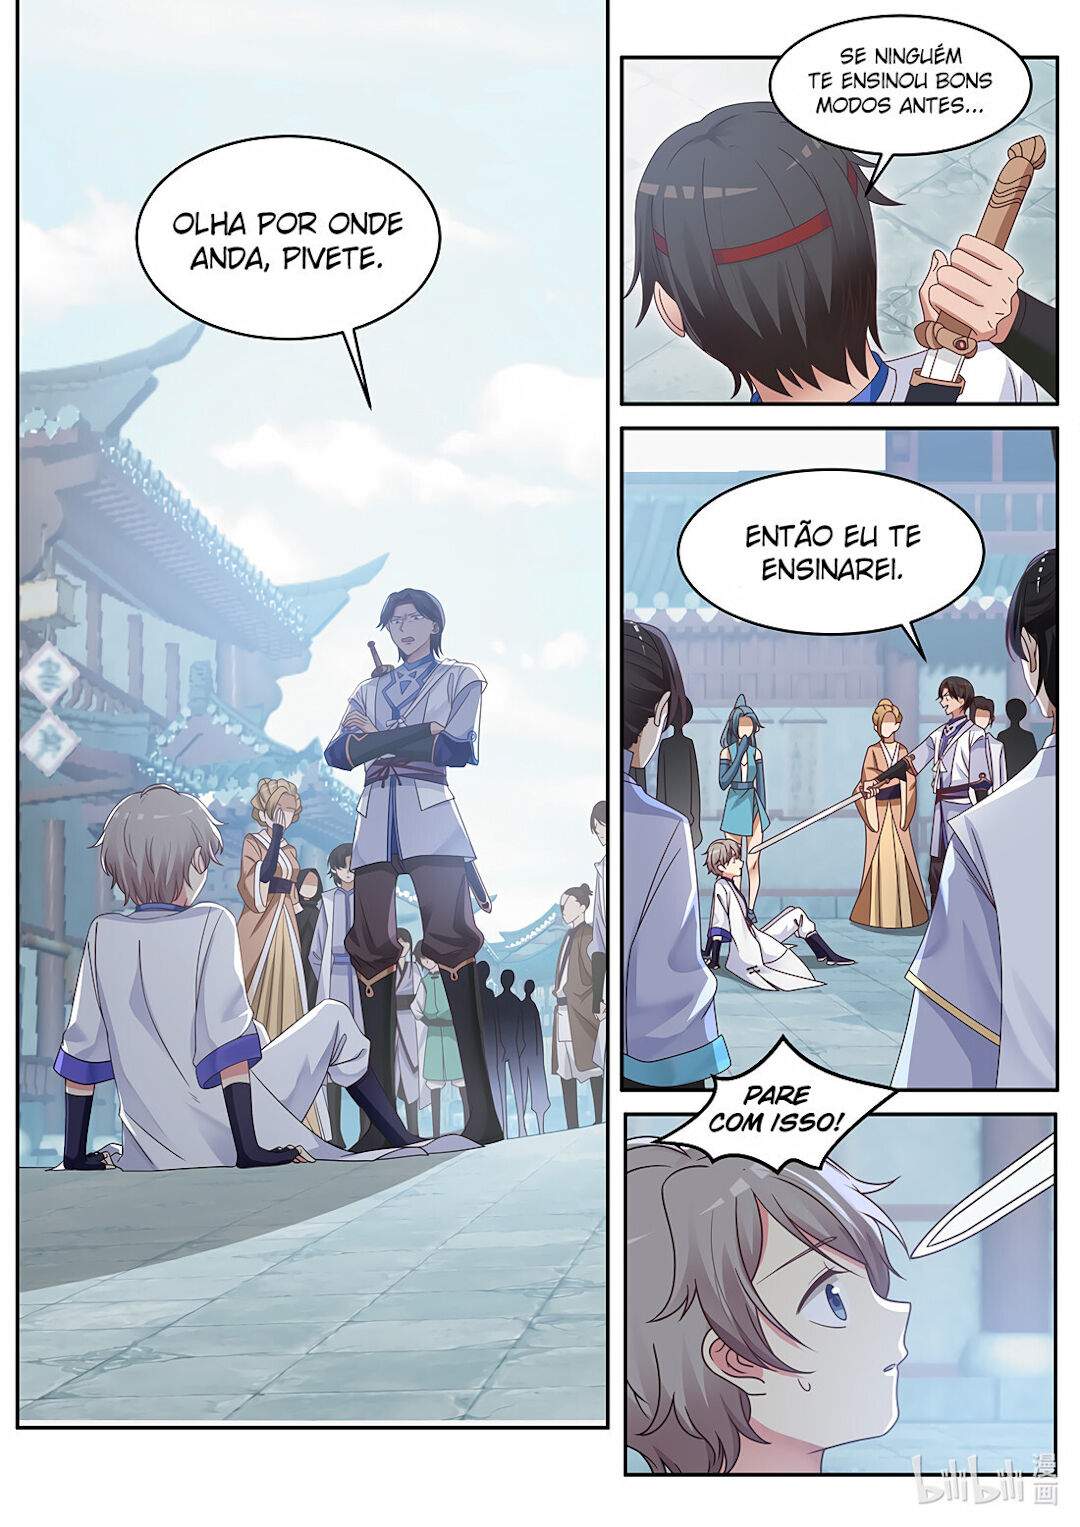 OLHA POR ONDE
ANDA, PIVETE.
SE NINGUÉM
TE ENSINOU BONS
MODOS ANTES...
ENTÃO EU TE
ENSINAREI.
PARE
COM ISSO!
bilibili 漫画